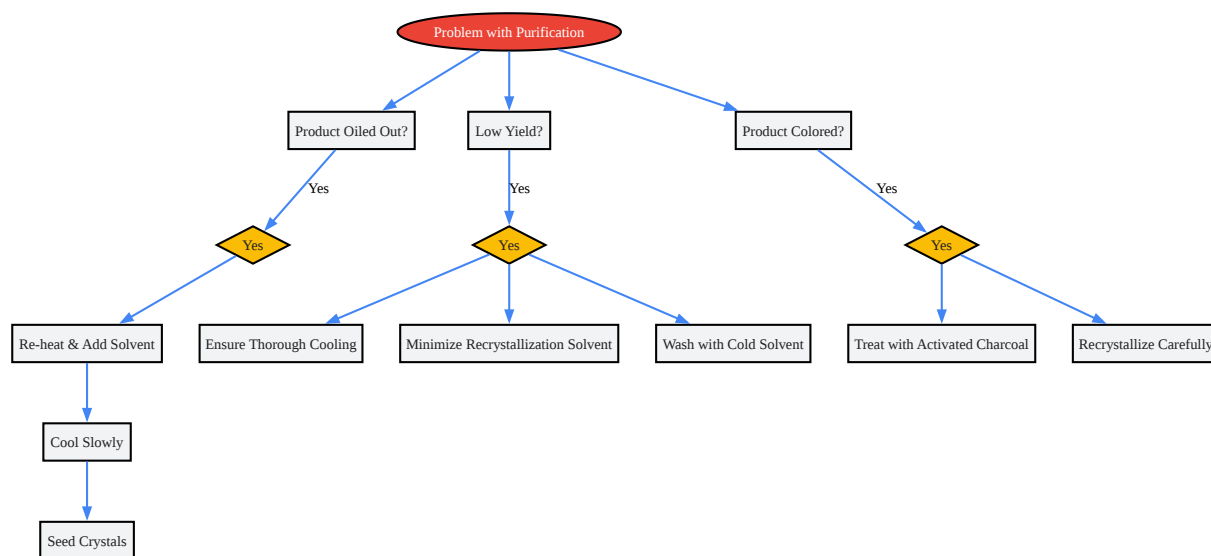 Problem with Purification
Product Oiled Out?
Low Yield?
Product Colored?
Yes
Yes
Yes
Yes
Yes
Yes
Re-heat & Add Solvent
Ensure Thorough Cooling
Minimize Recrystallization Solvent
Wash with Cold Solvent
Treat with Activated Charcoal
Recrystallize Carefully
Cool Slowly
Seed Crystals